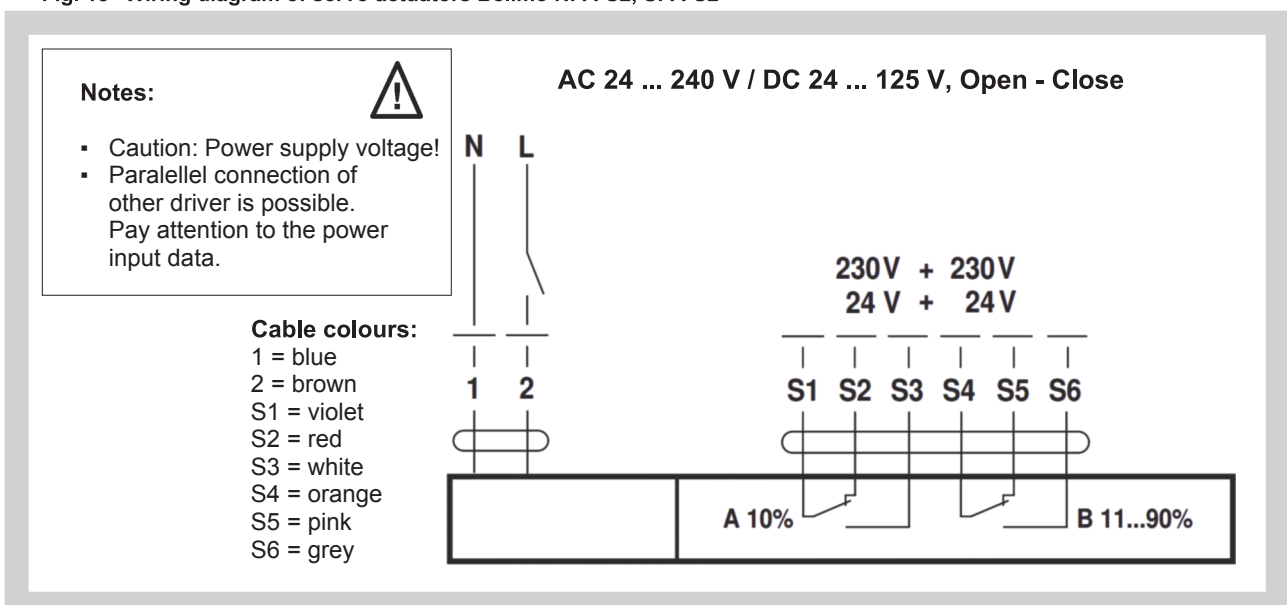 Notes:
▪ Caution: Power supply voltage!
▪ Paralellel connection of
other driver is possible.
Pay attention to the power
input data.
AC 24 ... 240 V / DC 24 ... 125 V, Open - Close
N L
230 V + 230 V
24 V + 24 V
Cable colours:
1 = blue
2 = brown
S1 = violet
S2 = red
S3 = white
S4 = orange
S5 = pink
S6 = grey
1 2
S1 S2 S3 S4 S5 S6
A 10%
B 11...90%